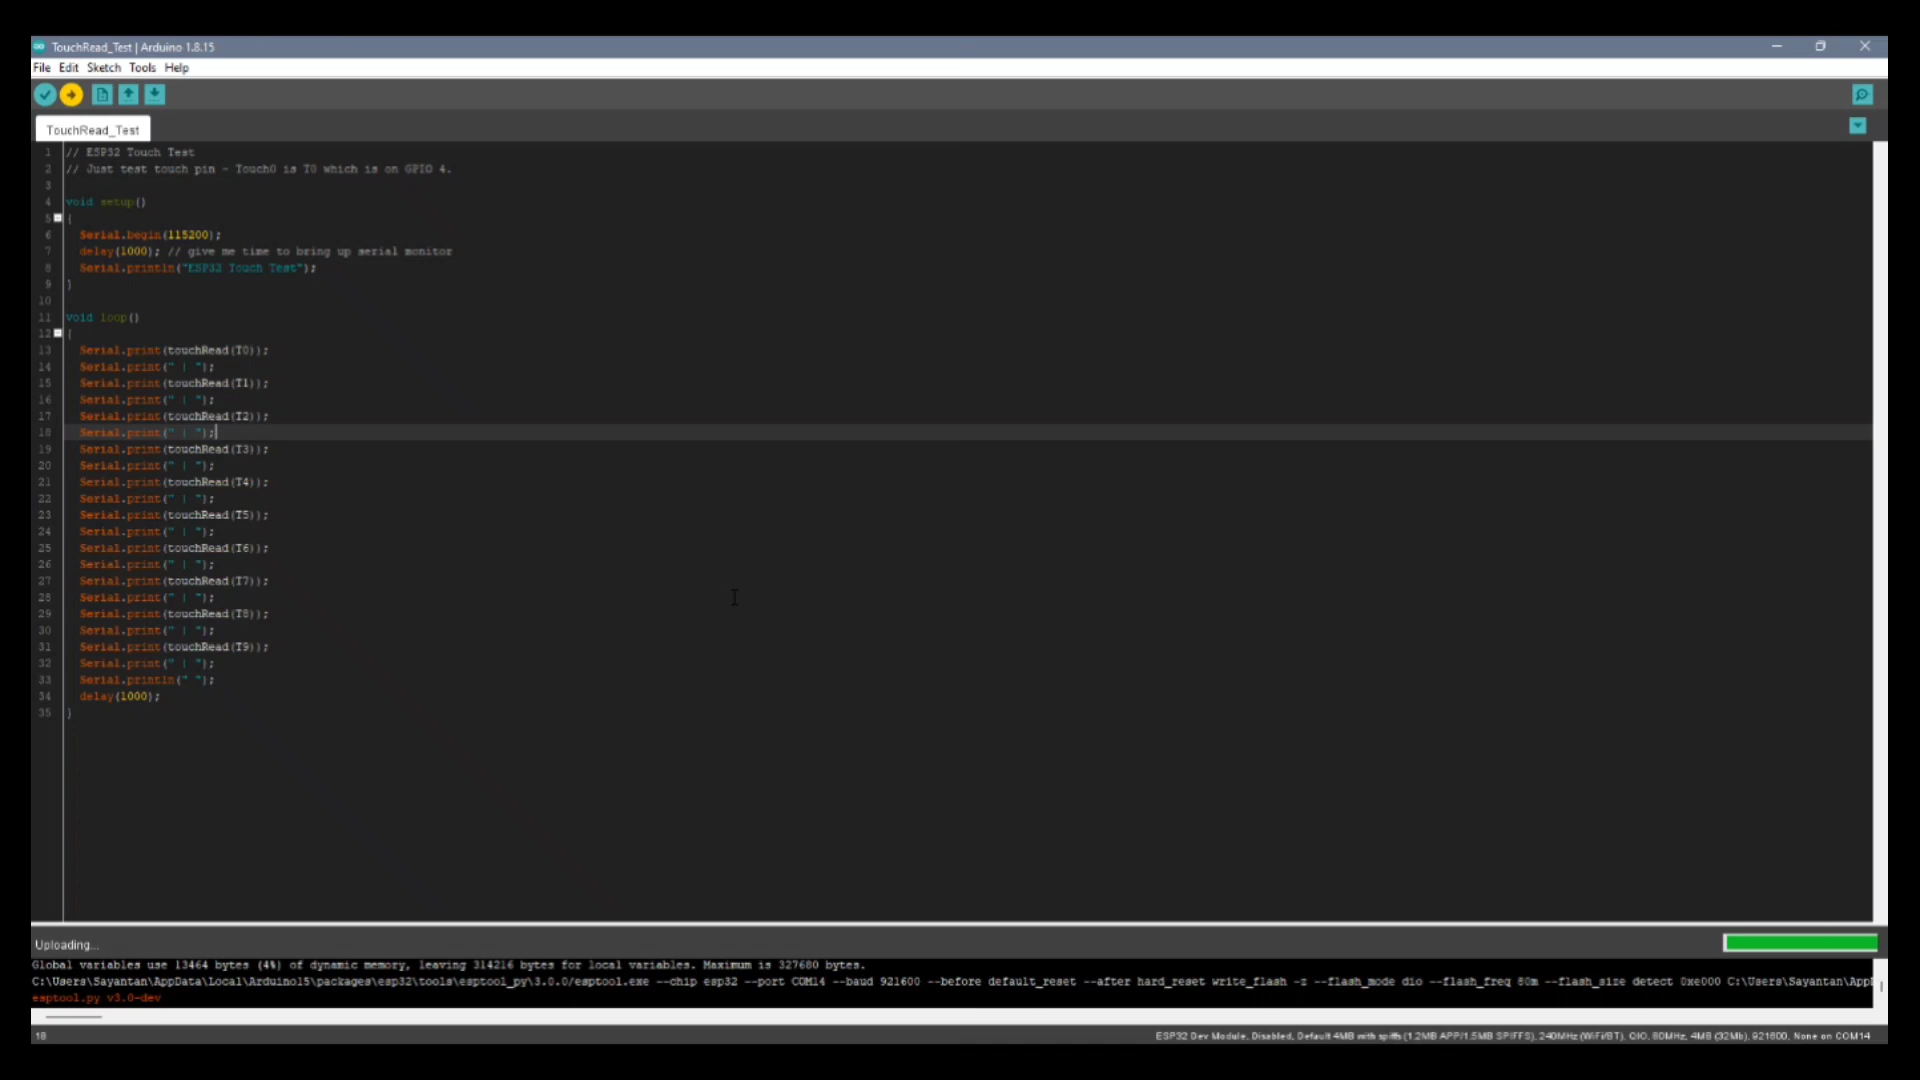 TouchRead_Test | Arduino 1.8.15
File Edit Sketch Tools Help
TouchRead_Test
1 // ESP32 Touch Test
2 // Just test touch pin - Touch0 is T0 which is on GPIO 4.
3
4 void setup()
5 {
6 Serial.begin(115200);
7 delay(1000); // give me time to bring up serial monitor
8 Serial.println("ESP32 Touch Test");
9 }
10
11 void loop()
12 {
13 Serial.print(touchRead(T0));
14 Serial.print(" | ");
15 Serial.print(touchRead(T1));
16 Serial.print(" | ");
17 Serial.print(touchRead(T2));
18 Serial.print(" | ");
19 Serial.print(touchRead(T3));
20 Serial.print(" | ");
21 Serial.print(touchRead(T4));
22 Serial.print(" | ");
23 Serial.print(touchRead(T5));
24 Serial.print(" | ");
25 Serial.print(touchRead(T6));
26 Serial.print(" | ");
27 Serial.print(touchRead(T7));
28 Serial.print(" | ");
29 Serial.print(touchRead(T8));
30 Serial.print(" | ");
31 Serial.print(touchRead(T9));
32 Serial.print(" | ");
33 Serial.println(" ");
34 delay(1000);
35 }
Uploading...
Global variables use 13464 bytes (4%) of dynamic memory, leaving 314216 bytes for local variables. Maximum is 327680 bytes.
C:\Users\Sayantan\AppData\Local\Arduino15\packages\esp32\tools\esptool_py\3.0.0/esptool.exe --chip esp32 --port COM14 --baud 921600 --before default_reset --after hard_reset write_flash -z --flash_mode dio --flash_freq 80m --flash_size detect 0xe000 C:\Users\Sayantan\App
esptool.py v3.0-dev
18 ESP32 Dev Module, Disabled, Default 4MB with spiffs (1.2MB APP/1.5MB SPIFFS), 240MHz (WiFi/BT), QIO, 80MHz, 4MB (32Mb), 921600, None on COM14